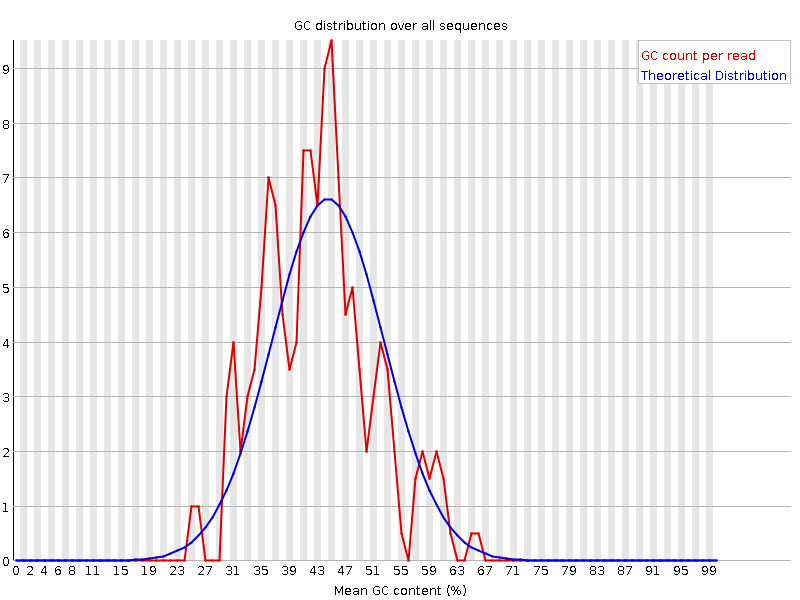 GC distribution over all sequences
GC count per read
Theoretical Distribution
9
8
7
6
5
4
3
2
1
0
0 2 4 6 8 11 15 19 23 27 31 35 39 43 47 51 55 59 63 67 71 75 79 83 87 91 95 99
Mean GC content (%)